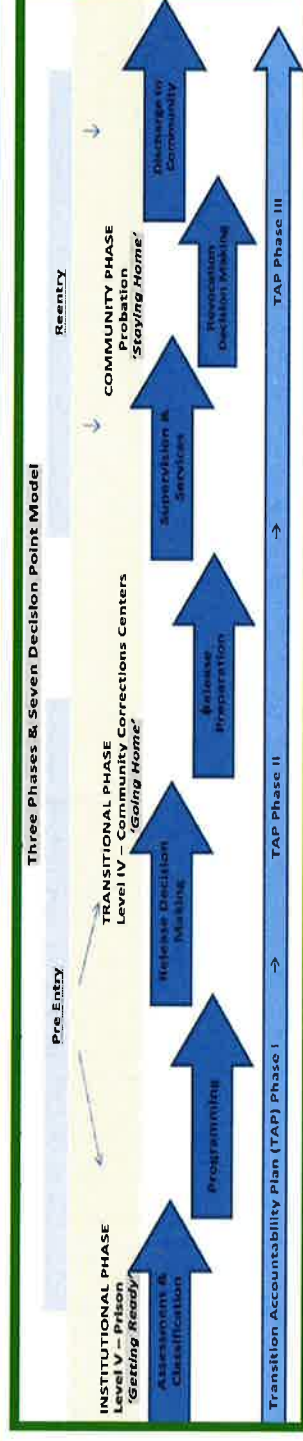 Three Phases & Seven Decision Point Model
Pre Entry
Reentry
INSTITUTIONAL PHASE
Level V – Prison
'Getting Ready'
TRANSITIONAL PHASE
Level IV – Community Corrections Centers
'Going Home'
COMMUNITY PHASE
Probation
'Staying Home'
Assessment &
Classification
Programming
Release Decision
Making
Release
Preparation
Supervision &
Services
Revocation
Decision Making
Discharge to
Community
Transition Accountability Plan (TAP) Phase I → TAP Phase II → TAP Phase III